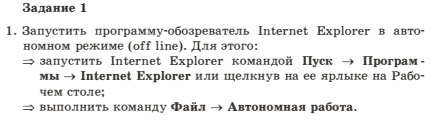 Задание 1
1. Запустить программу-обозреватель Internet Explorer в авто-
номном режиме (off line). Для этого:
⇒ запустить Internet Explorer командой Пуск → Програм-
мы → Internet Explorer или щелкнув на ее ярлыке на Рабо-
чем столе;
⇒ выполнить команду Файл → Автономная работа.